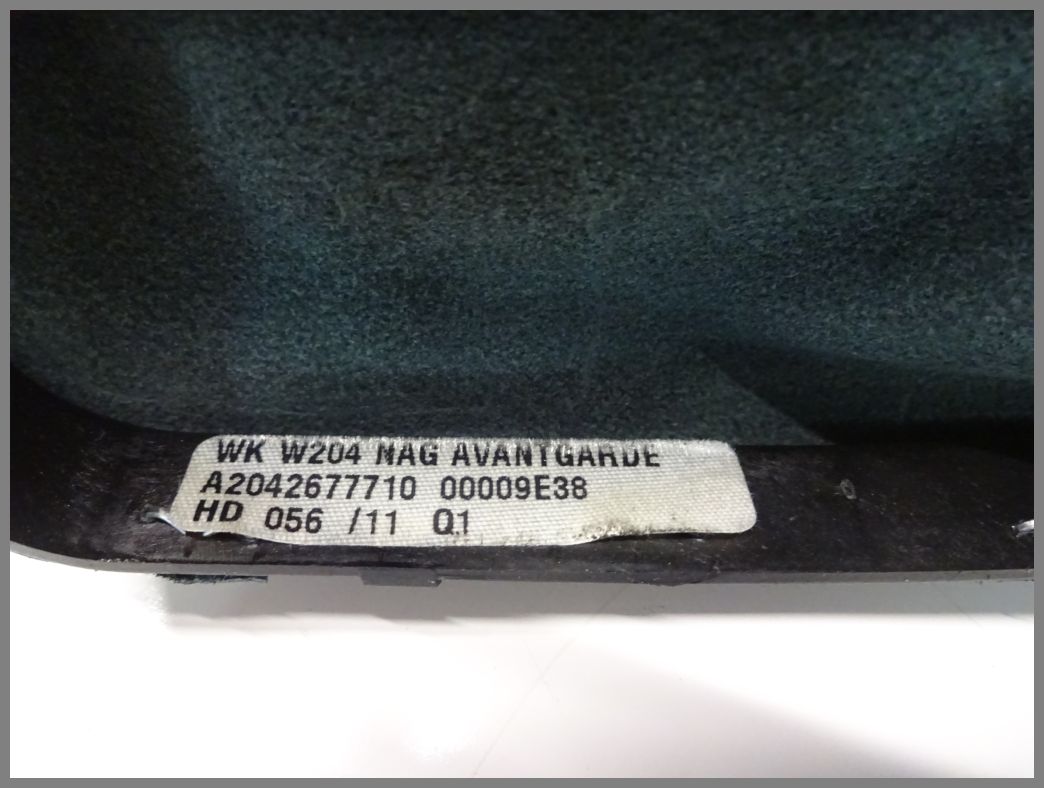 WK W204 NAG AVANTGARDE
A2042677710 00009E38
HD 056 /11 Q1